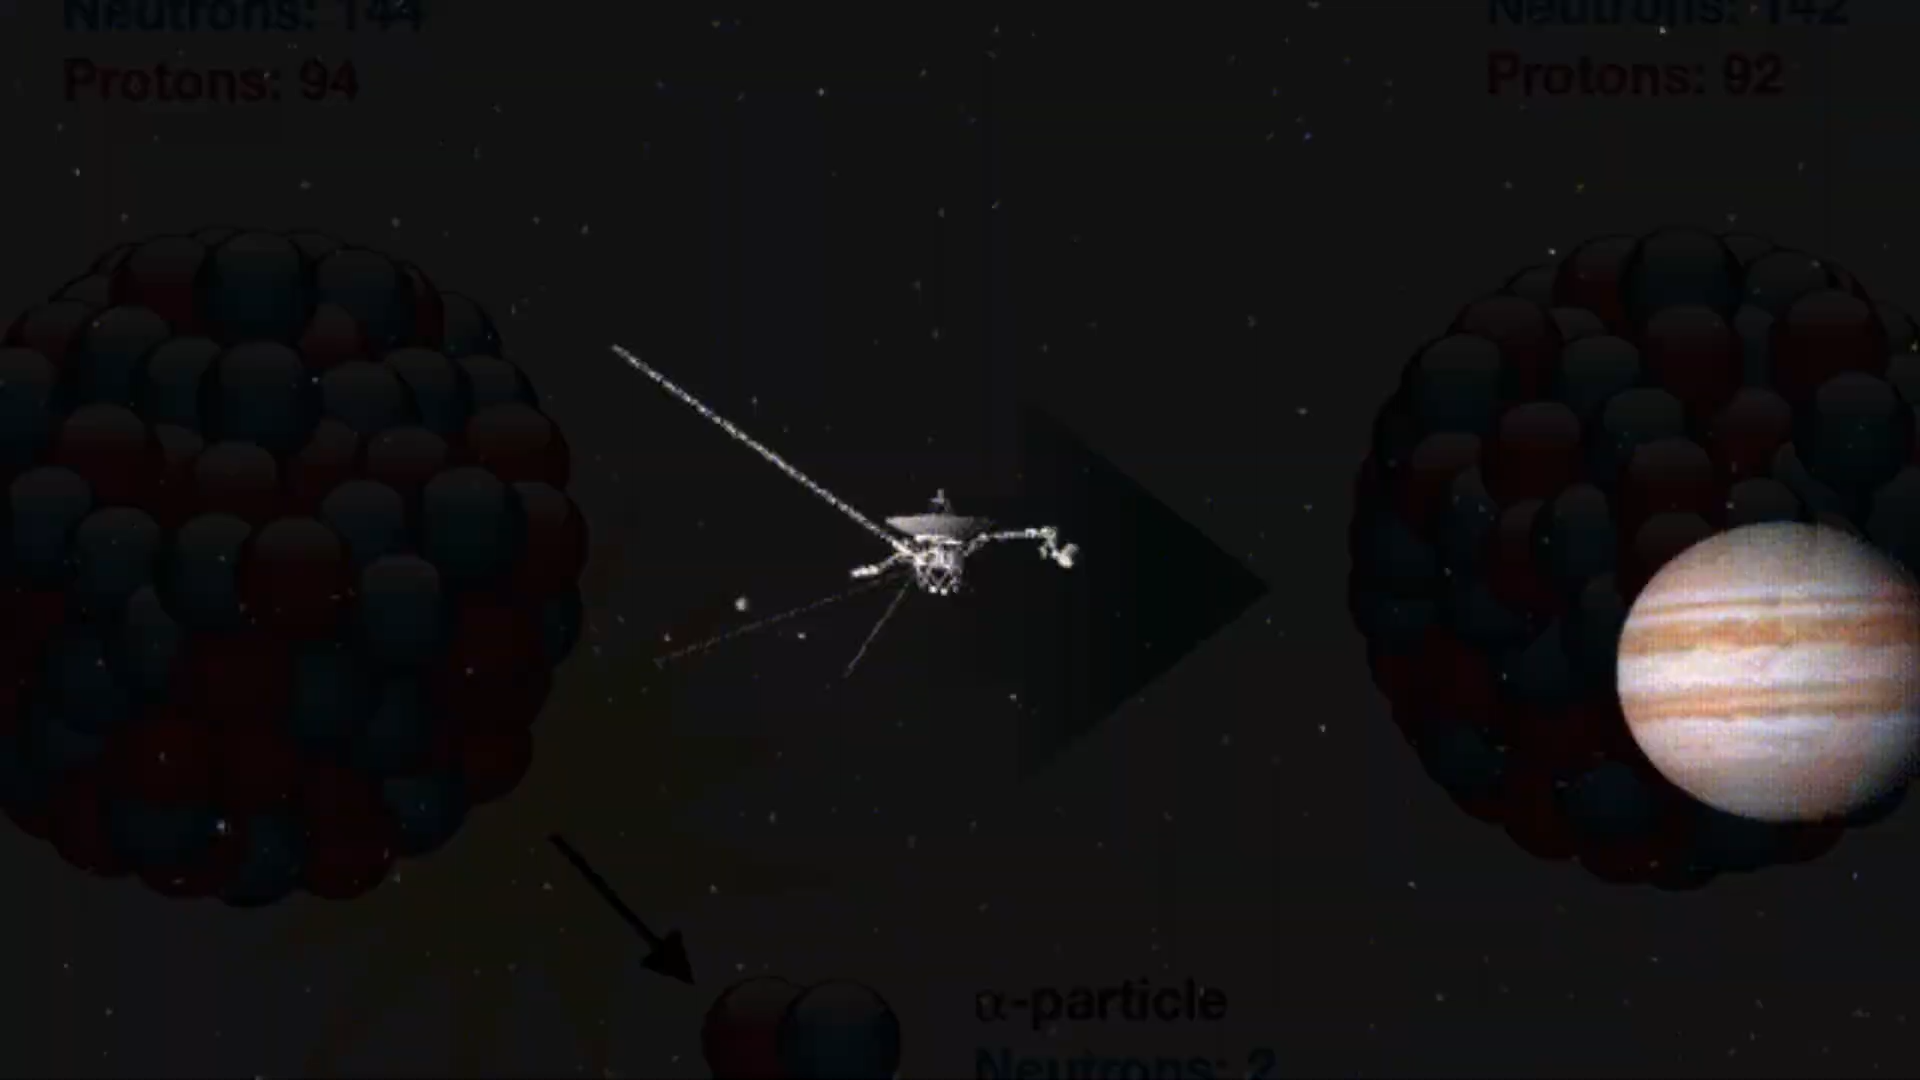 Neutrons: 144
Protons: 94
Neutrons: 142
Protons: 92
α-particle
Neutrons: 2